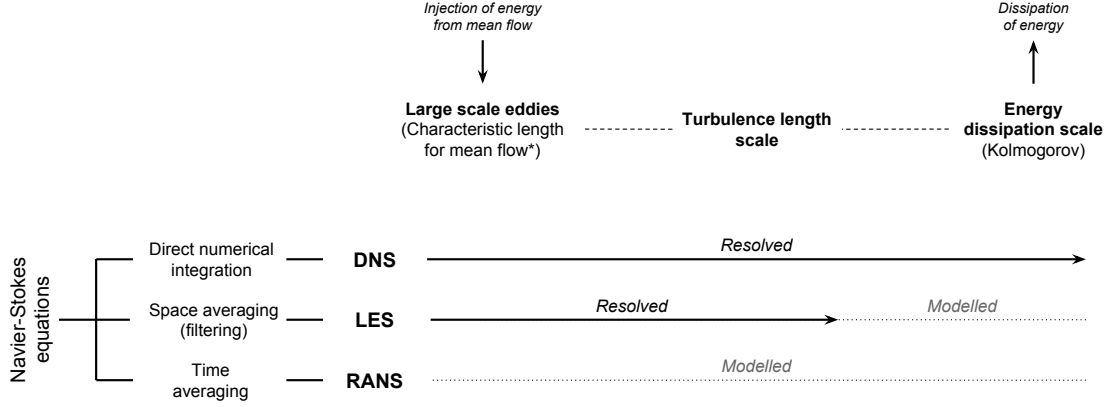 Injection of energy
from mean flow
Dissipation
of energy
Large scale eddies
(Characteristic length
for mean flow*)
Turbulence length
scale
Energy
dissipation scale
(Kolmogorov)
Navier-Stokes
equations
Direct numerical
integration
DNS
Resolved
Space averaging
(filtering)
LES
Resolved
Modelled
Time
averaging
RANS
Modelled